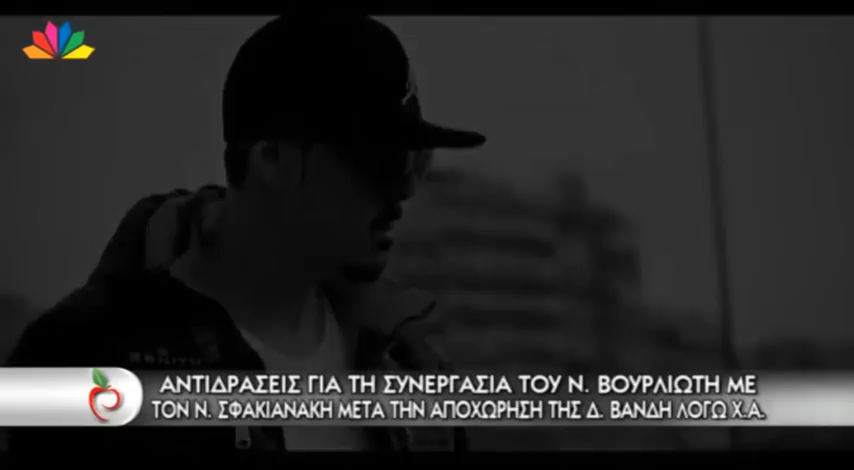 ΑΝΤΙΔΡΑΣΕΙΣ ΓΙΑ ΤΗ ΣΥΝΕΡΓΑΣΙΑ ΤΟΥ Ν. ΒΟΥΡΛΙΩΤΗ ΜΕ
ΤΟΝ Ν. ΣΦΑΚΙΑΝΑΚΗ ΜΕΤΑ ΤΗΝ ΑΠΟΧΩΡΗΣΗ ΤΗΣ Δ. ΒΑΝΔΗ ΛΟΓΩ Χ.Α.